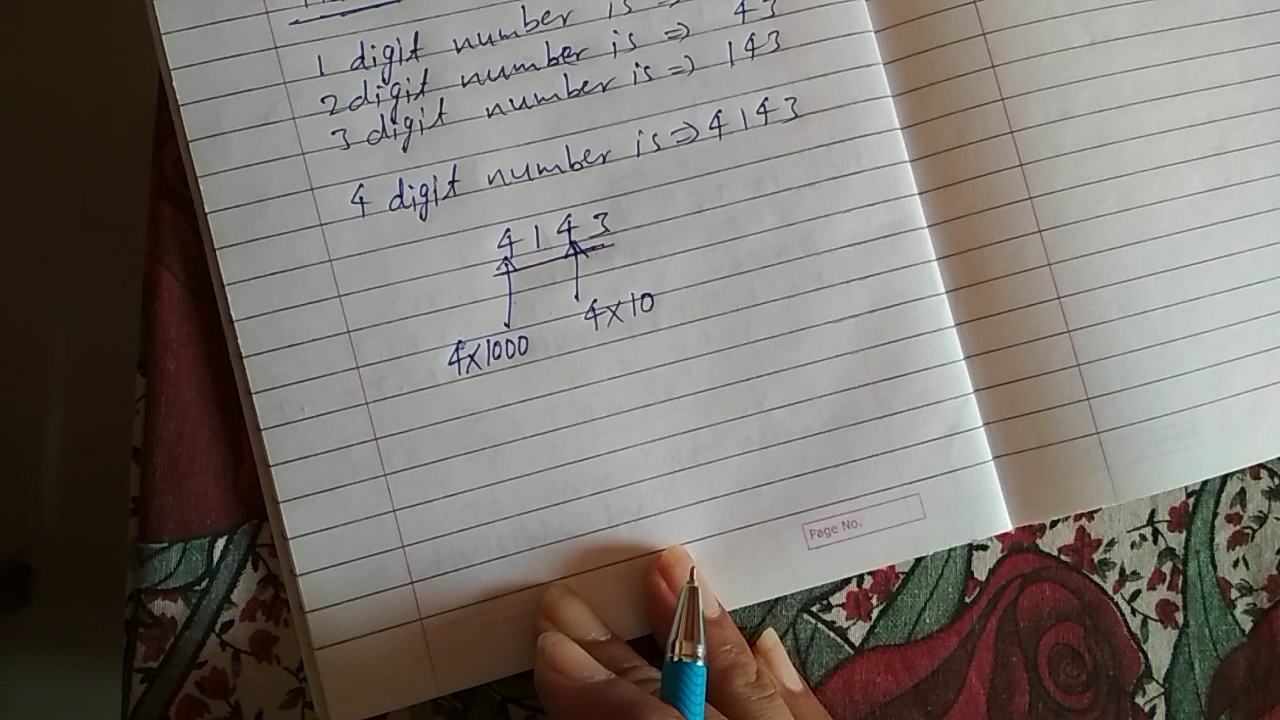 1 digit number is
2 digit number is ⇒ 43
3 digit number is ⇒ 143
4 digit number is ⇒ 4143
4143
4×10
4×1000
Page No.